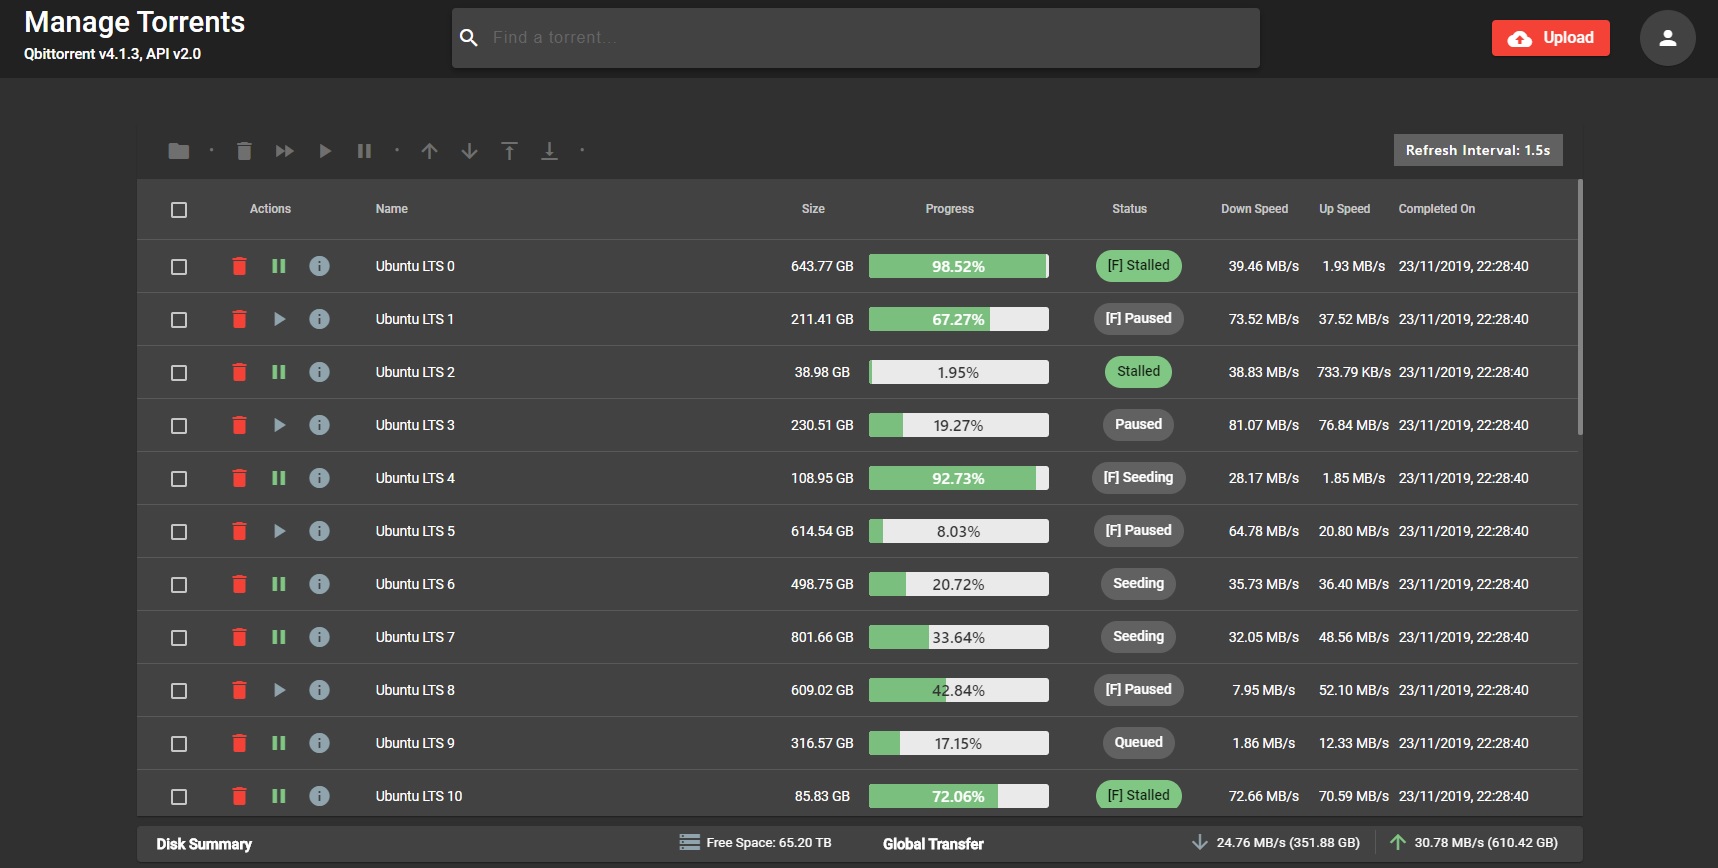 Manage Torrents
Qbittorrent v4.1.3, API v2.0
Find a torrent...
Upload
Refresh Interval: 1.5s
Actions Name Size Progress Status Down Speed Up Speed Completed On
Ubuntu LTS 0 643.77 GB 98.52% [F] Stalled 39.46 MB/s 1.93 MB/s 23/11/2019, 22:28:40
Ubuntu LTS 1 211.41 GB 67.27% [F] Paused 73.52 MB/s 37.52 MB/s 23/11/2019, 22:28:40
Ubuntu LTS 2 38.98 GB 1.95% Stalled 38.83 MB/s 733.79 KB/s 23/11/2019, 22:28:40
Ubuntu LTS 3 230.51 GB 19.27% Paused 81.07 MB/s 76.84 MB/s 23/11/2019, 22:28:40
Ubuntu LTS 4 108.95 GB 92.73% [F] Seeding 28.17 MB/s 1.85 MB/s 23/11/2019, 22:28:40
Ubuntu LTS 5 614.54 GB 8.03% [F] Paused 64.78 MB/s 20.80 MB/s 23/11/2019, 22:28:40
Ubuntu LTS 6 498.75 GB 20.72% Seeding 35.73 MB/s 36.40 MB/s 23/11/2019, 22:28:40
Ubuntu LTS 7 801.66 GB 33.64% Seeding 32.05 MB/s 48.56 MB/s 23/11/2019, 22:28:40
Ubuntu LTS 8 609.02 GB 42.84% [F] Paused 7.95 MB/s 52.10 MB/s 23/11/2019, 22:28:40
Ubuntu LTS 9 316.57 GB 17.15% Queued 1.86 MB/s 12.33 MB/s 23/11/2019, 22:28:40
Ubuntu LTS 10 85.83 GB 72.06% [F] Stalled 72.66 MB/s 70.59 MB/s 23/11/2019, 22:28:40
Disk Summary Free Space: 65.20 TB Global Transfer 24.76 MB/s (351.88 GB) 30.78 MB/s (610.42 GB)